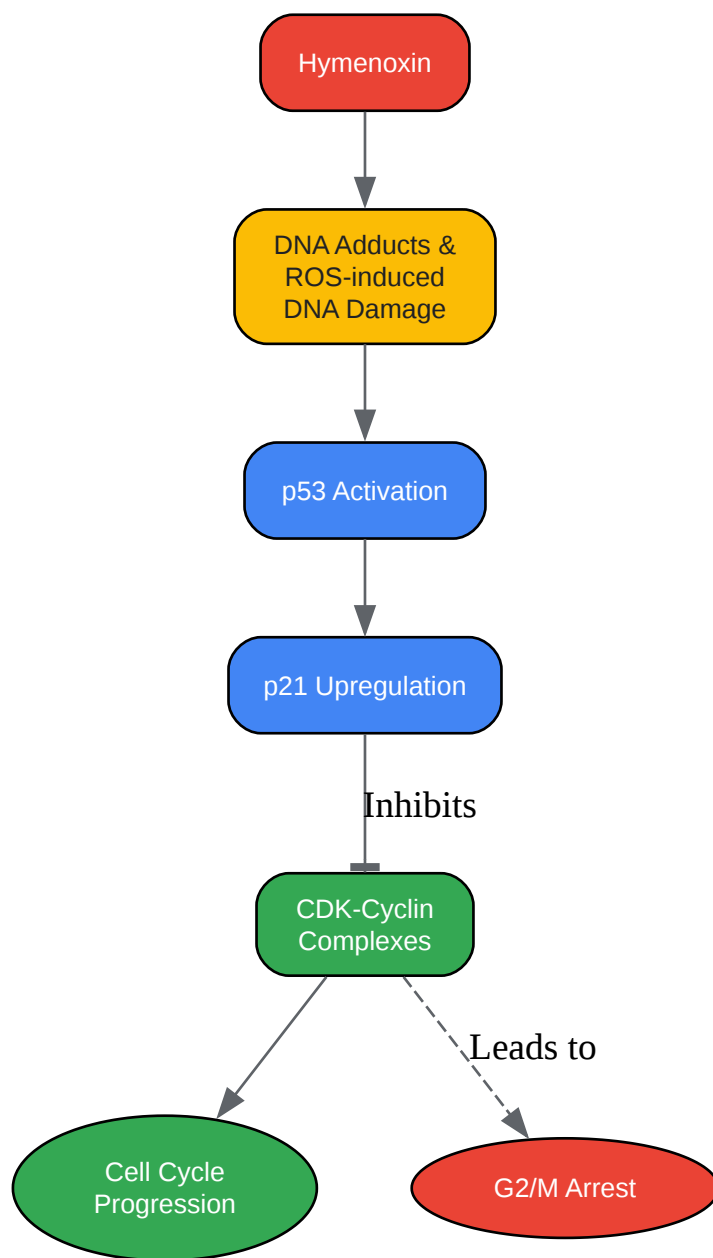 Hymenoxin
DNA Adducts &
ROS-induced
DNA Damage
p53 Activation
p21 Upregulation
Inhibits
CDK-Cyclin
Complexes
Leads to
Cell Cycle
Progression
G2/M Arrest